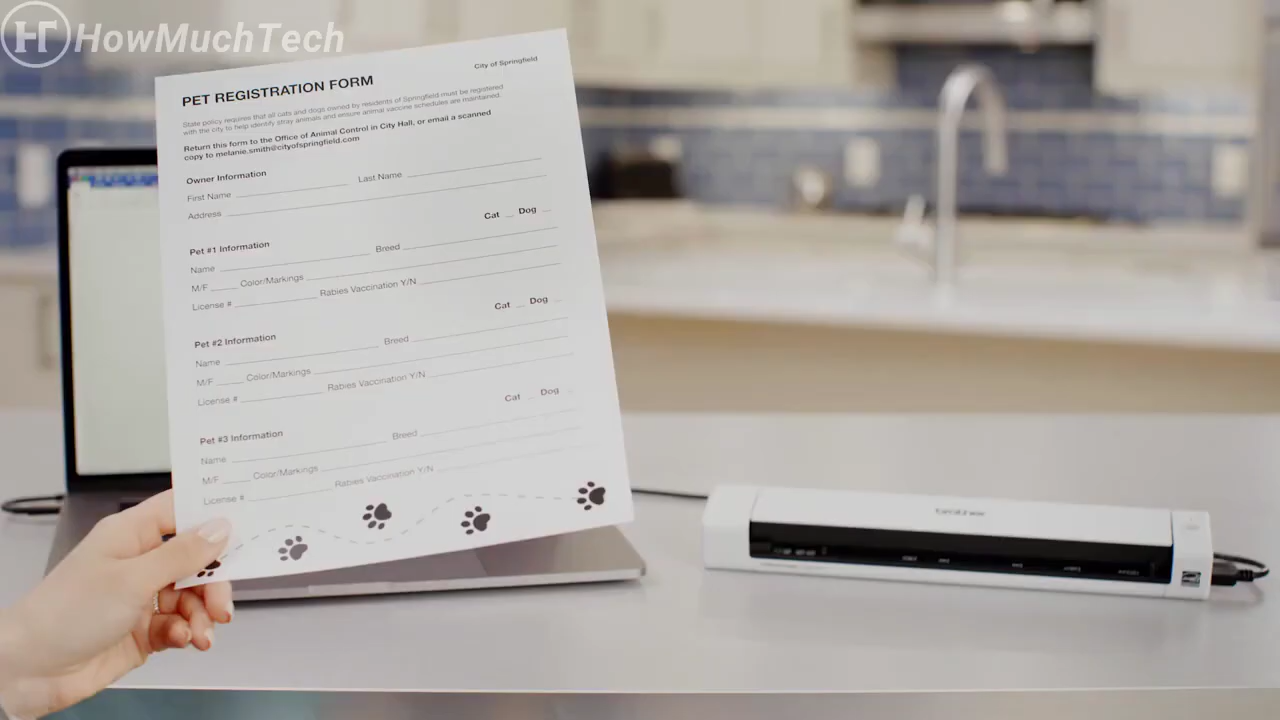 HowMuchTech
City of Springfield
PET REGISTRATION FORM
State policy requires that all cats and dogs owned by residents of Springfield must be registered
with the city to help identify stray animals and ensure animal vaccine schedules are maintained.
Return this form to the Office of Animal Control in City Hall, or email a scanned
copy to melanie.smith@cityofspringfield.com
Owner Information
First Name Last Name
Address
Cat Dog
Pet #1 Information
Name Breed
M/F Color/Markings
License # Rabies Vaccination Y/N
Cat Dog
Pet #2 Information
Name Breed
M/F Color/Markings
License # Rabies Vaccination Y/N
Cat Dog
Pet #3 Information
Name Breed
M/F Color/Markings
License # Rabies Vaccination Y/N
brother